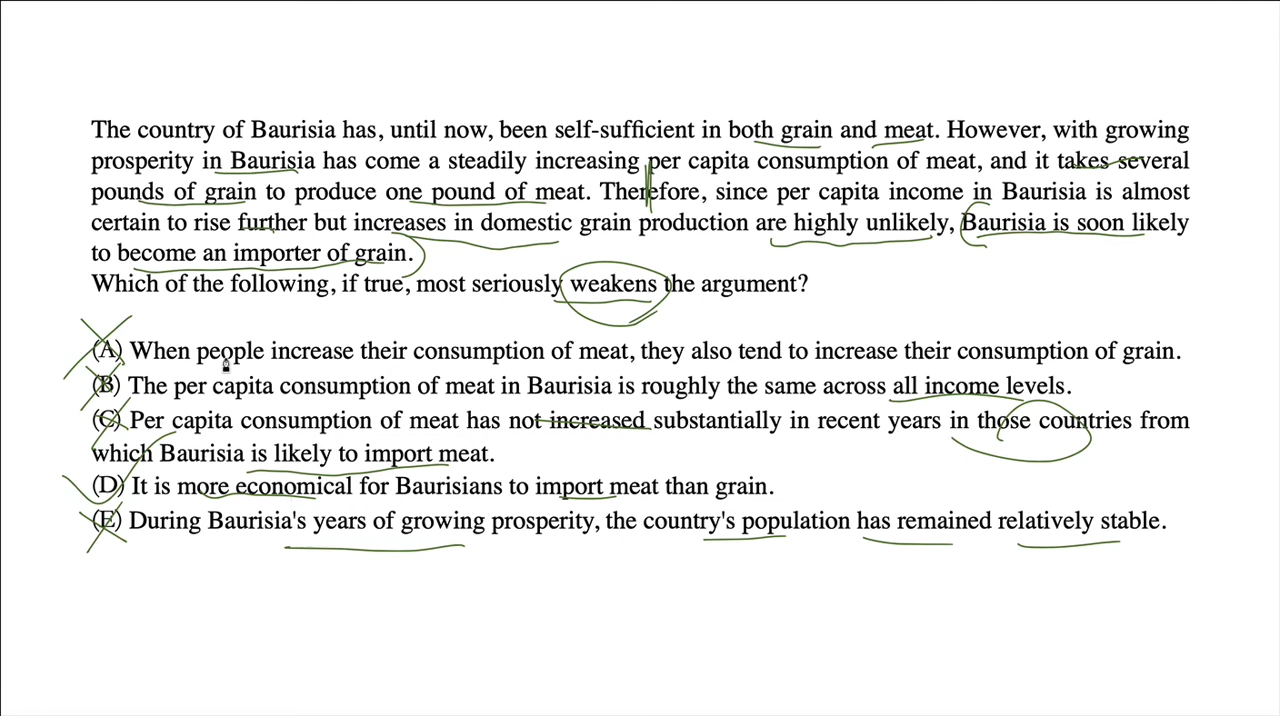 The country of Baurisia has, until now, been self-sufficient in both grain and meat. However, with growing
prosperity in Baurisia has come a steadily increasing per capita consumption of meat, and it takes several
pounds of grain to produce one pound of meat. Therefore, since per capita income in Baurisia is almost
certain to rise further but increases in domestic grain production are highly unlikely, Baurisia is soon likely
to become an importer of grain.
Which of the following, if true, most seriously weakens the argument?
(A) When people increase their consumption of meat, they also tend to increase their consumption of grain.
(B) The per capita consumption of meat in Baurisia is roughly the same across all income levels.
(C) Per capita consumption of meat has not increased substantially in recent years in those countries from
which Baurisia is likely to import meat.
(D) It is more economical for Baurisians to import meat than grain.
(E) During Baurisia's years of growing prosperity, the country's population has remained relatively stable.